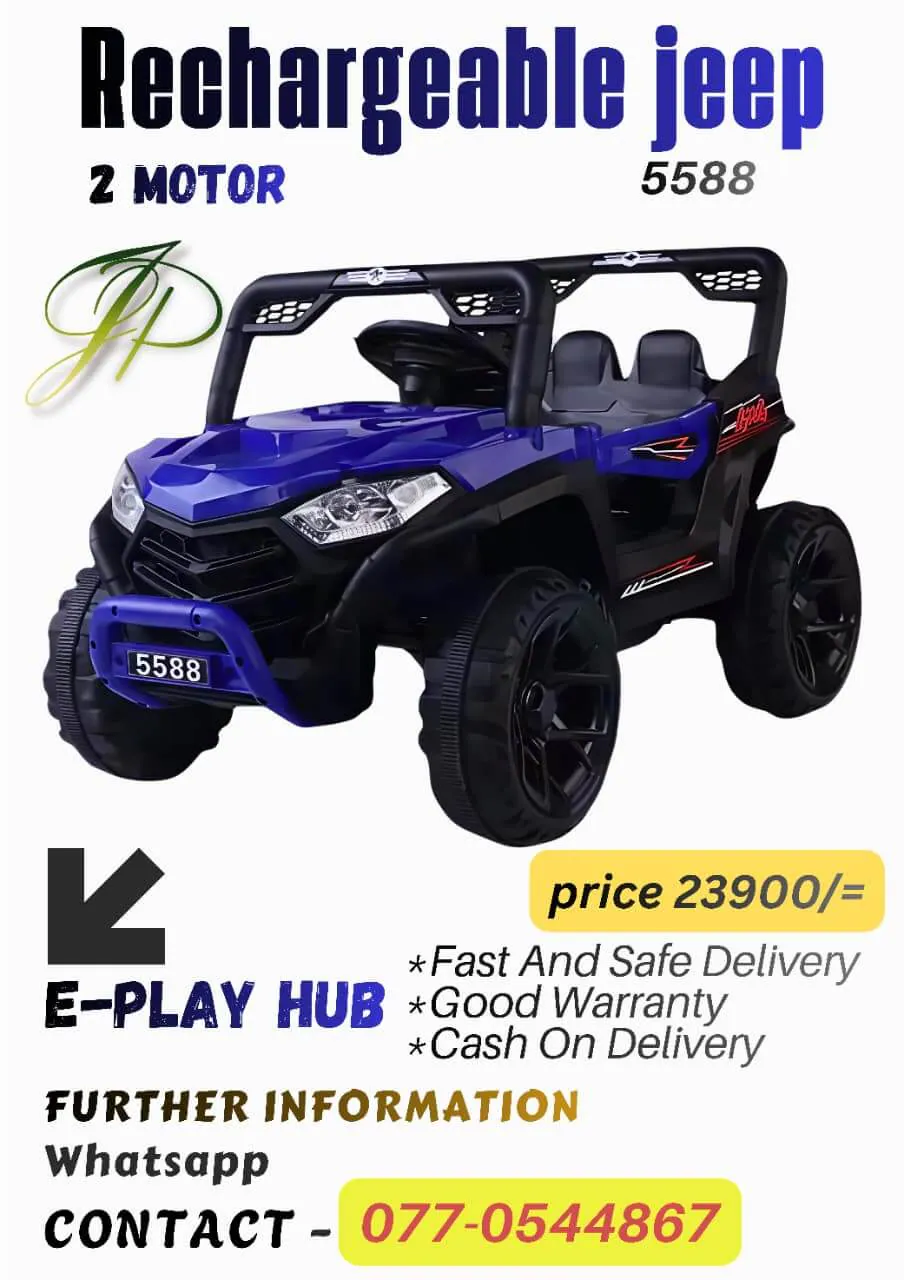 Rechargeable jeep
2 MOTOR
5588
JP
5588
price 23900/=
*Fast And Safe Delivery
*Good Warranty
*Cash On Delivery
E-PLAY HUB
FURTHER INFORMATION
Whatsapp
CONTACT - 077-0544867